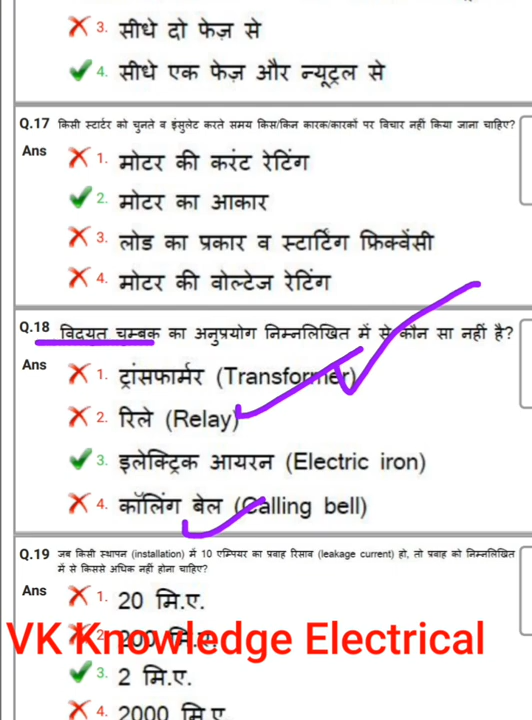 3. सीधे दो फेज़ से
4. सीधे एक फेज़ और न्यूट्रल से
Q.17 किसी स्टार्टर को चुनते व इंसुलेट करते समय किस/किन कारक/कारकों पर विचार नहीं किया जाना चाहिए?
Ans 1. मोटर की करंट रेटिंग
2. मोटर का आकार
3. लोड का प्रकार व स्टार्टिंग फ्रिक्वेंसी
4. मोटर की वोल्टेज रेटिंग
Q.18 विद्युत चुम्बक का अनुप्रयोग निम्नलिखित में से कौन सा नहीं है?
Ans 1. ट्रांसफार्मर (Transformer)
2. रिले (Relay)
3. इलेक्ट्रिक आयरन (Electric iron)
4. कॉलिंग बेल (Calling bell)
Q.19 जब किसी स्थापन (installation) में 10 एम्पियर का प्रवाह रिसाव (leakage current) हो, तो प्रवाह को निम्नलिखित
में से किससे अधिक नहीं होना चाहिए?
Ans 1. 20 मि.ए.
2. 200 मि.ए.
VK Knowledge Electrical
3. 2 मि.ए.
4. 2000 मि.ए.